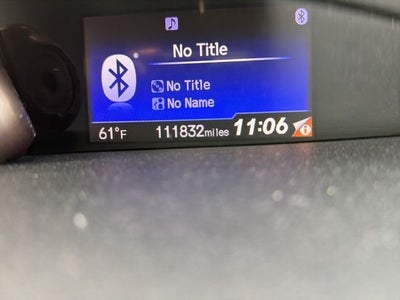 No Title
No Title
No Name
61°F 111832miles 11:06 i